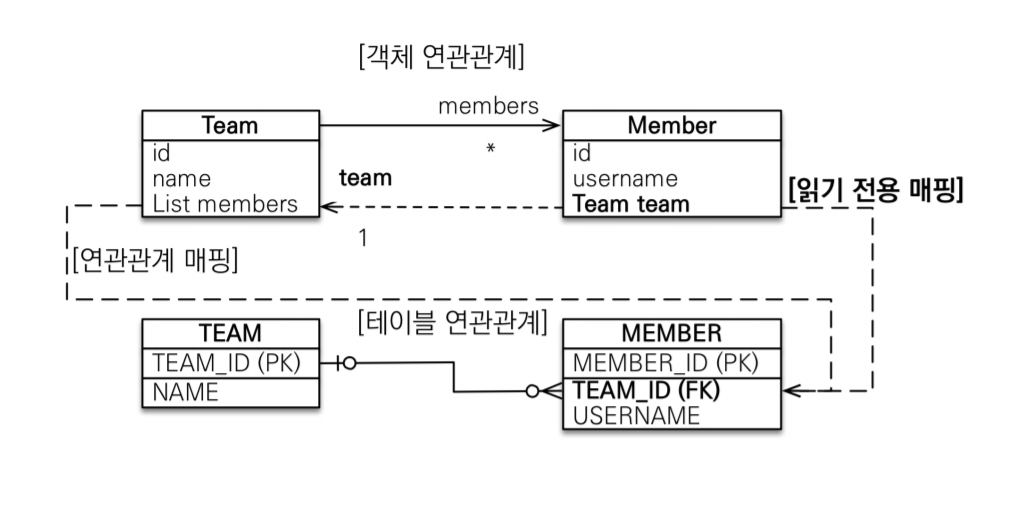 [객체 연관관계]
members
Team
Member
*
id
name
List members
team
1
id
username
Team team
[읽기 전용 매핑]
[연관관계 매핑]
[테이블 연관관계]
TEAM
TEAM_ID (PK)
NAME
MEMBER
MEMBER_ID (PK)
TEAM_ID (FK)
USERNAME